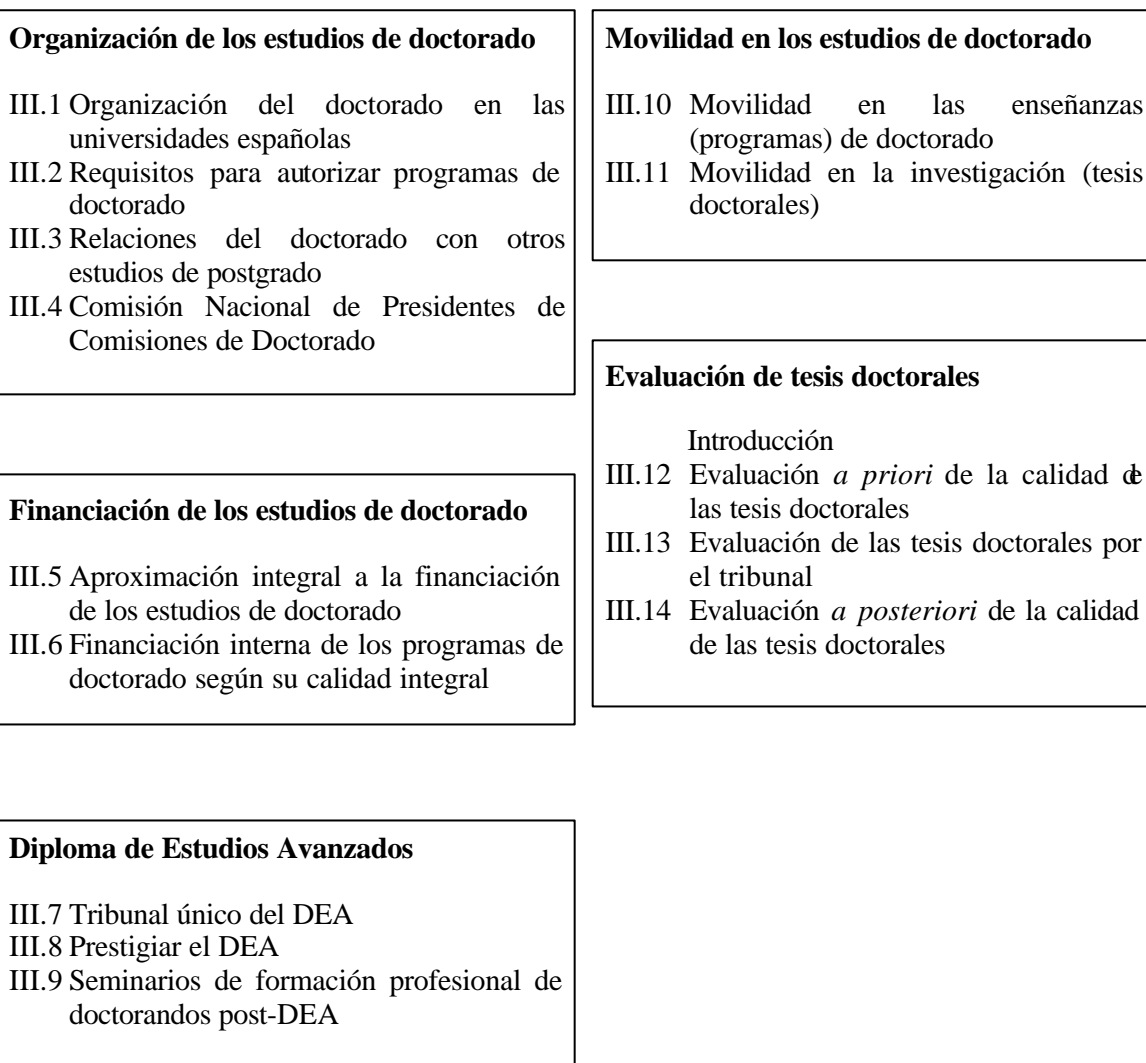 Organización de los estudios de doctorado
III.1 Organización del doctorado en las
universidades españolas
III.2 Requisitos para autorizar programas de
doctorado
III.3 Relaciones del doctorado con otros
estudios de postgrado
III.4 Comisión Nacional de Presidentes de
Comisiones de Doctorado
Financiación de los estudios de doctorado
III.5 Aproximación integral a la financiación
de los estudios de doctorado
III.6 Financiación interna de los programas de
doctorado según su calidad integral
Diploma de Estudios Avanzados
III.7 Tribunal único del DEA
III.8 Prestigiar el DEA
III.9 Seminarios de formación profesional de
doctorandos post-DEA
Movilidad en los estudios de doctorado
III.10 Movilidad en las enseñanzas
(programas) de doctorado
III.11 Movilidad en la investigación (tesis
doctorales)
Evaluación de tesis doctorales
Introducción
III.12 Evaluación a priori de la calidad de
las tesis doctorales
III.13 Evaluación de las tesis doctorales por
el tribunal
III.14 Evaluación a posteriori de la calidad
de las tesis doctorales